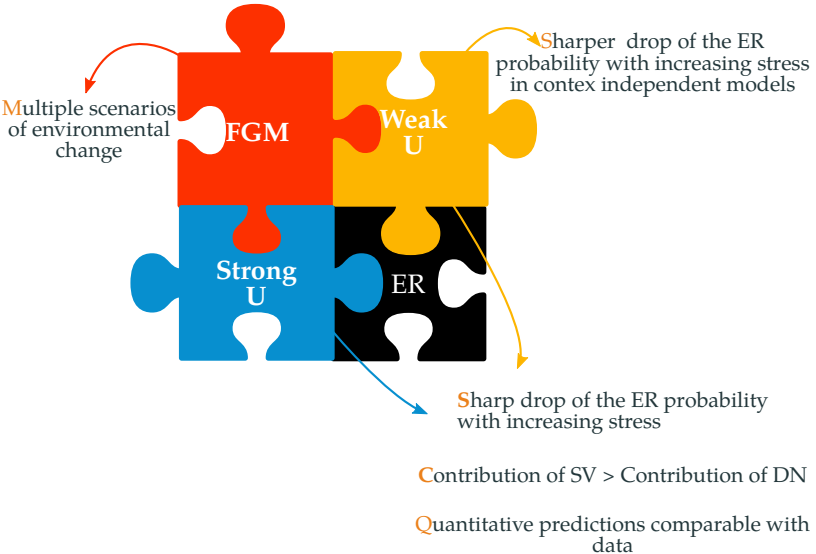 Sharper drop of the ER
probability with increasing stress
in contex independent models
Multiple scenarios
of environmental
change
FGM
Weak
U
Strong
U
ER
Sharp drop of the ER probability
with increasing stress
Contribution of SV > Contribution of DN
Quantitative predictions comparable with
data